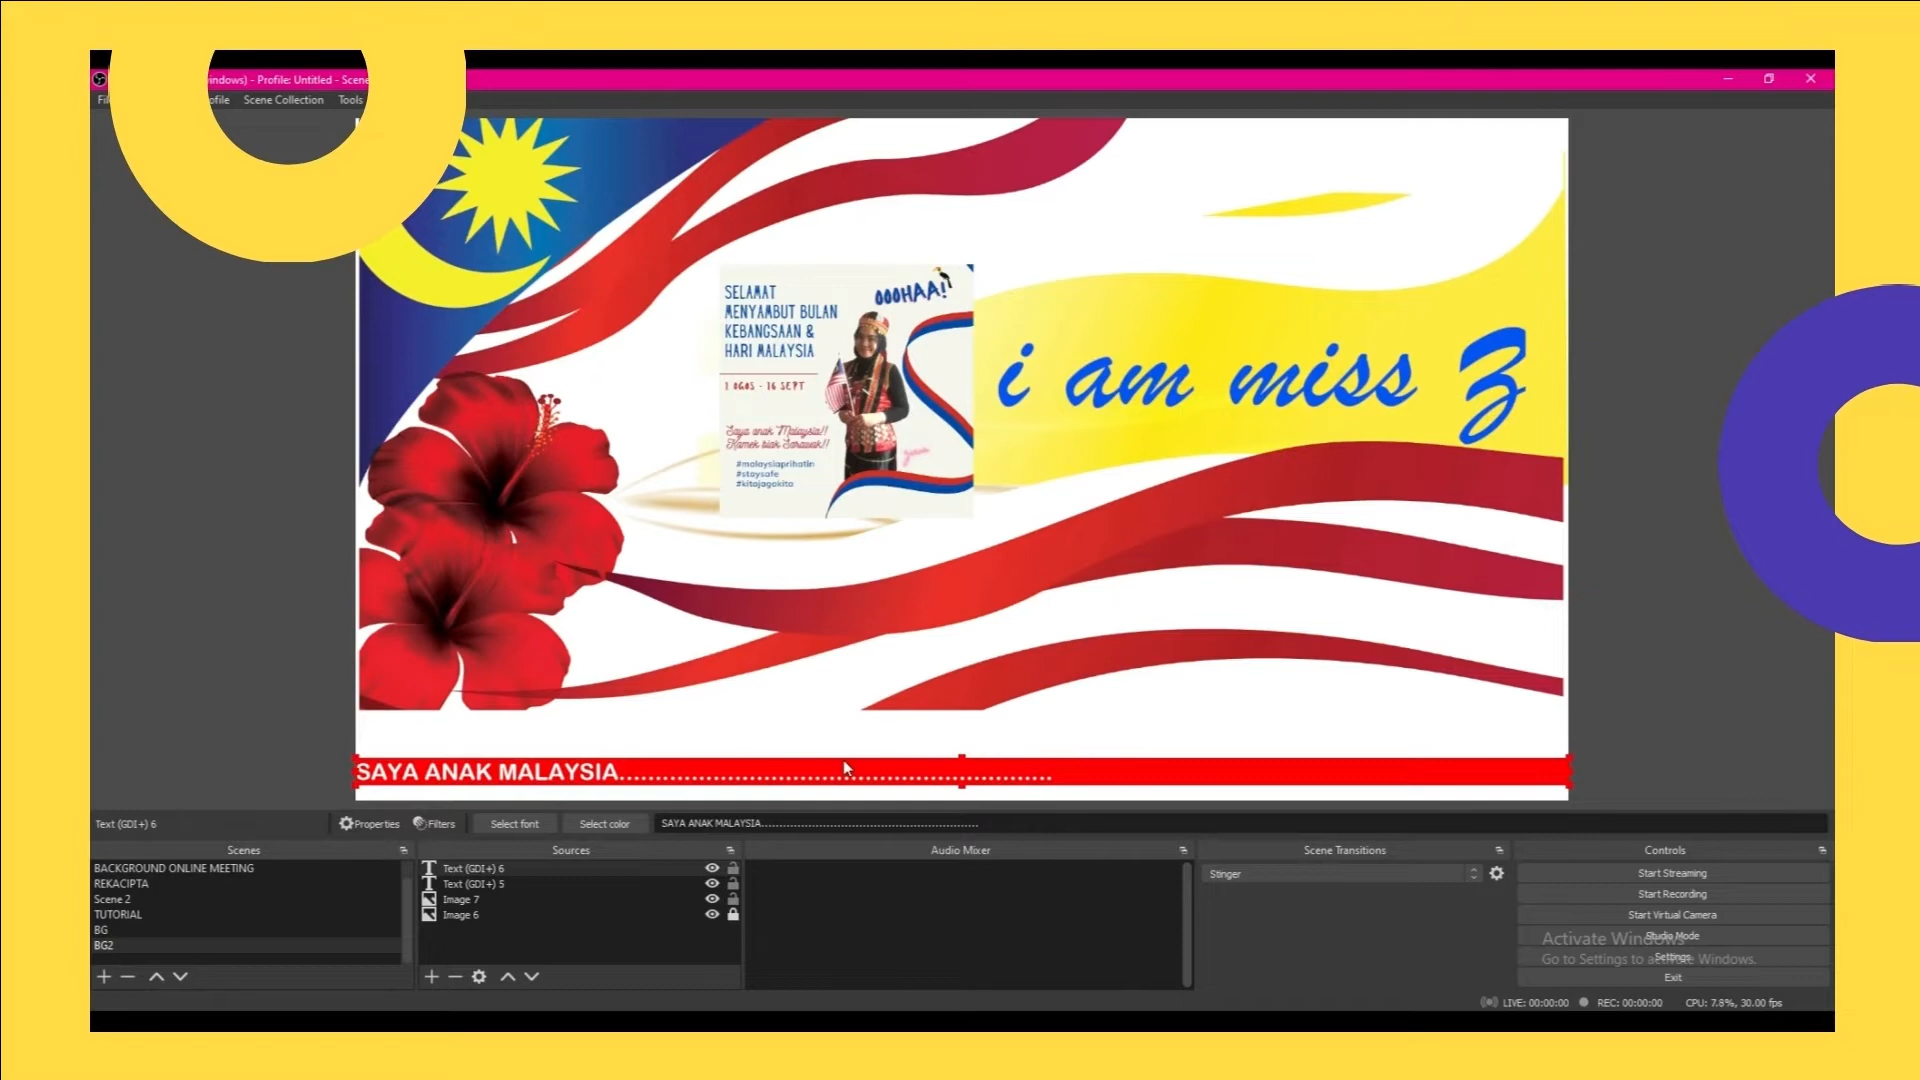 indows) - Profile: Untitled - Scene
Fil
ofile Scene Collection Tools
SELAMAT
MENYAMBUT BULAN
KEBANGSAAN &
HARI MALAYSIA
OOOHAA!
1 OGOS - 16 SEPT
Saya anak Malaysia!!
Kamek biak Sarawak!!
#malaysiaprihatin
#staysafe
#kitajagakita
i am miss Z
SAYA ANAK MALAYSIA............................................................
Text (GDI+) 6 Properties Filters Select font Select color SAYA ANAK MALAYSIA............................................................
Scenes
BACKGROUND ONLINE MEETING
REKACIPTA
Scene 2
TUTORIAL
BG
BG2
Sources
Text (GDI+) 6
Text (GDI+) 5
Image 7
Image 6
Audio Mixer
Scene Transitions
Stinger
Controls
Start Streaming
Start Recording
Start Virtual Camera
Studio Mode
Settings
Exit
Activate Windows
Go to Settings to activate Windows.
LIVE: 00:00:00 REC: 00:00:00 CPU: 7.8%, 30.00 fps